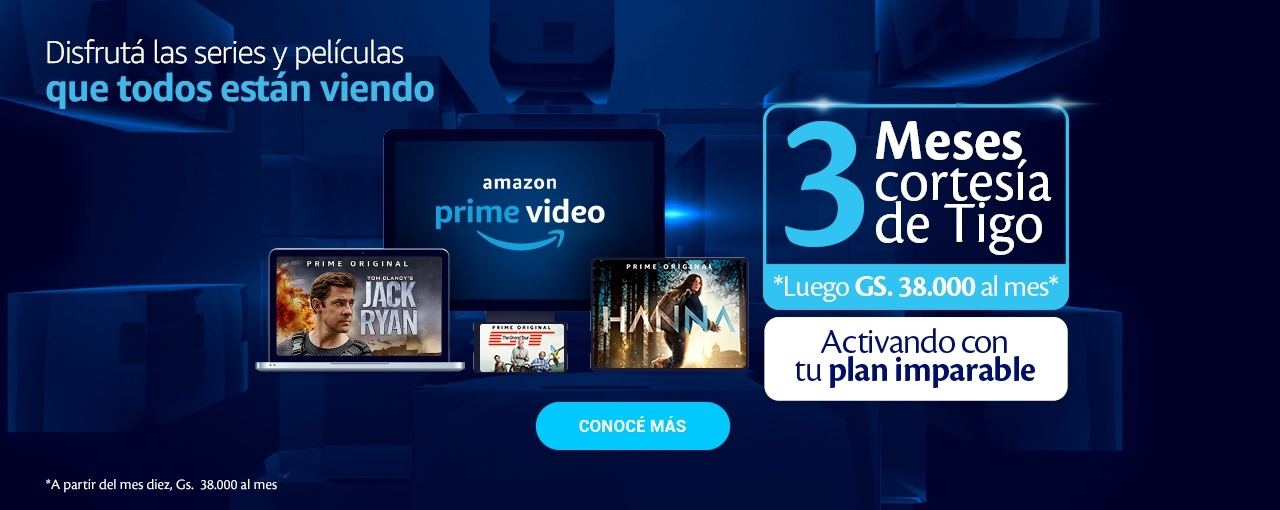 Disfrutá las series y películas
que todos están viendo
amazon
prime video
PRIME ORIGINAL
TOM CLANCY'S
JACK
RYAN
PRIME ORIGINAL
The Grand Tour
PRIME ORIGINAL
HANNA
3 Meses
cortesía
de Tigo
*Luego GS. 38.000 al mes*
Activando con
tu plan imparable
CONOCÉ MÁS
*A partir del mes diez, Gs. 38.000 al mes